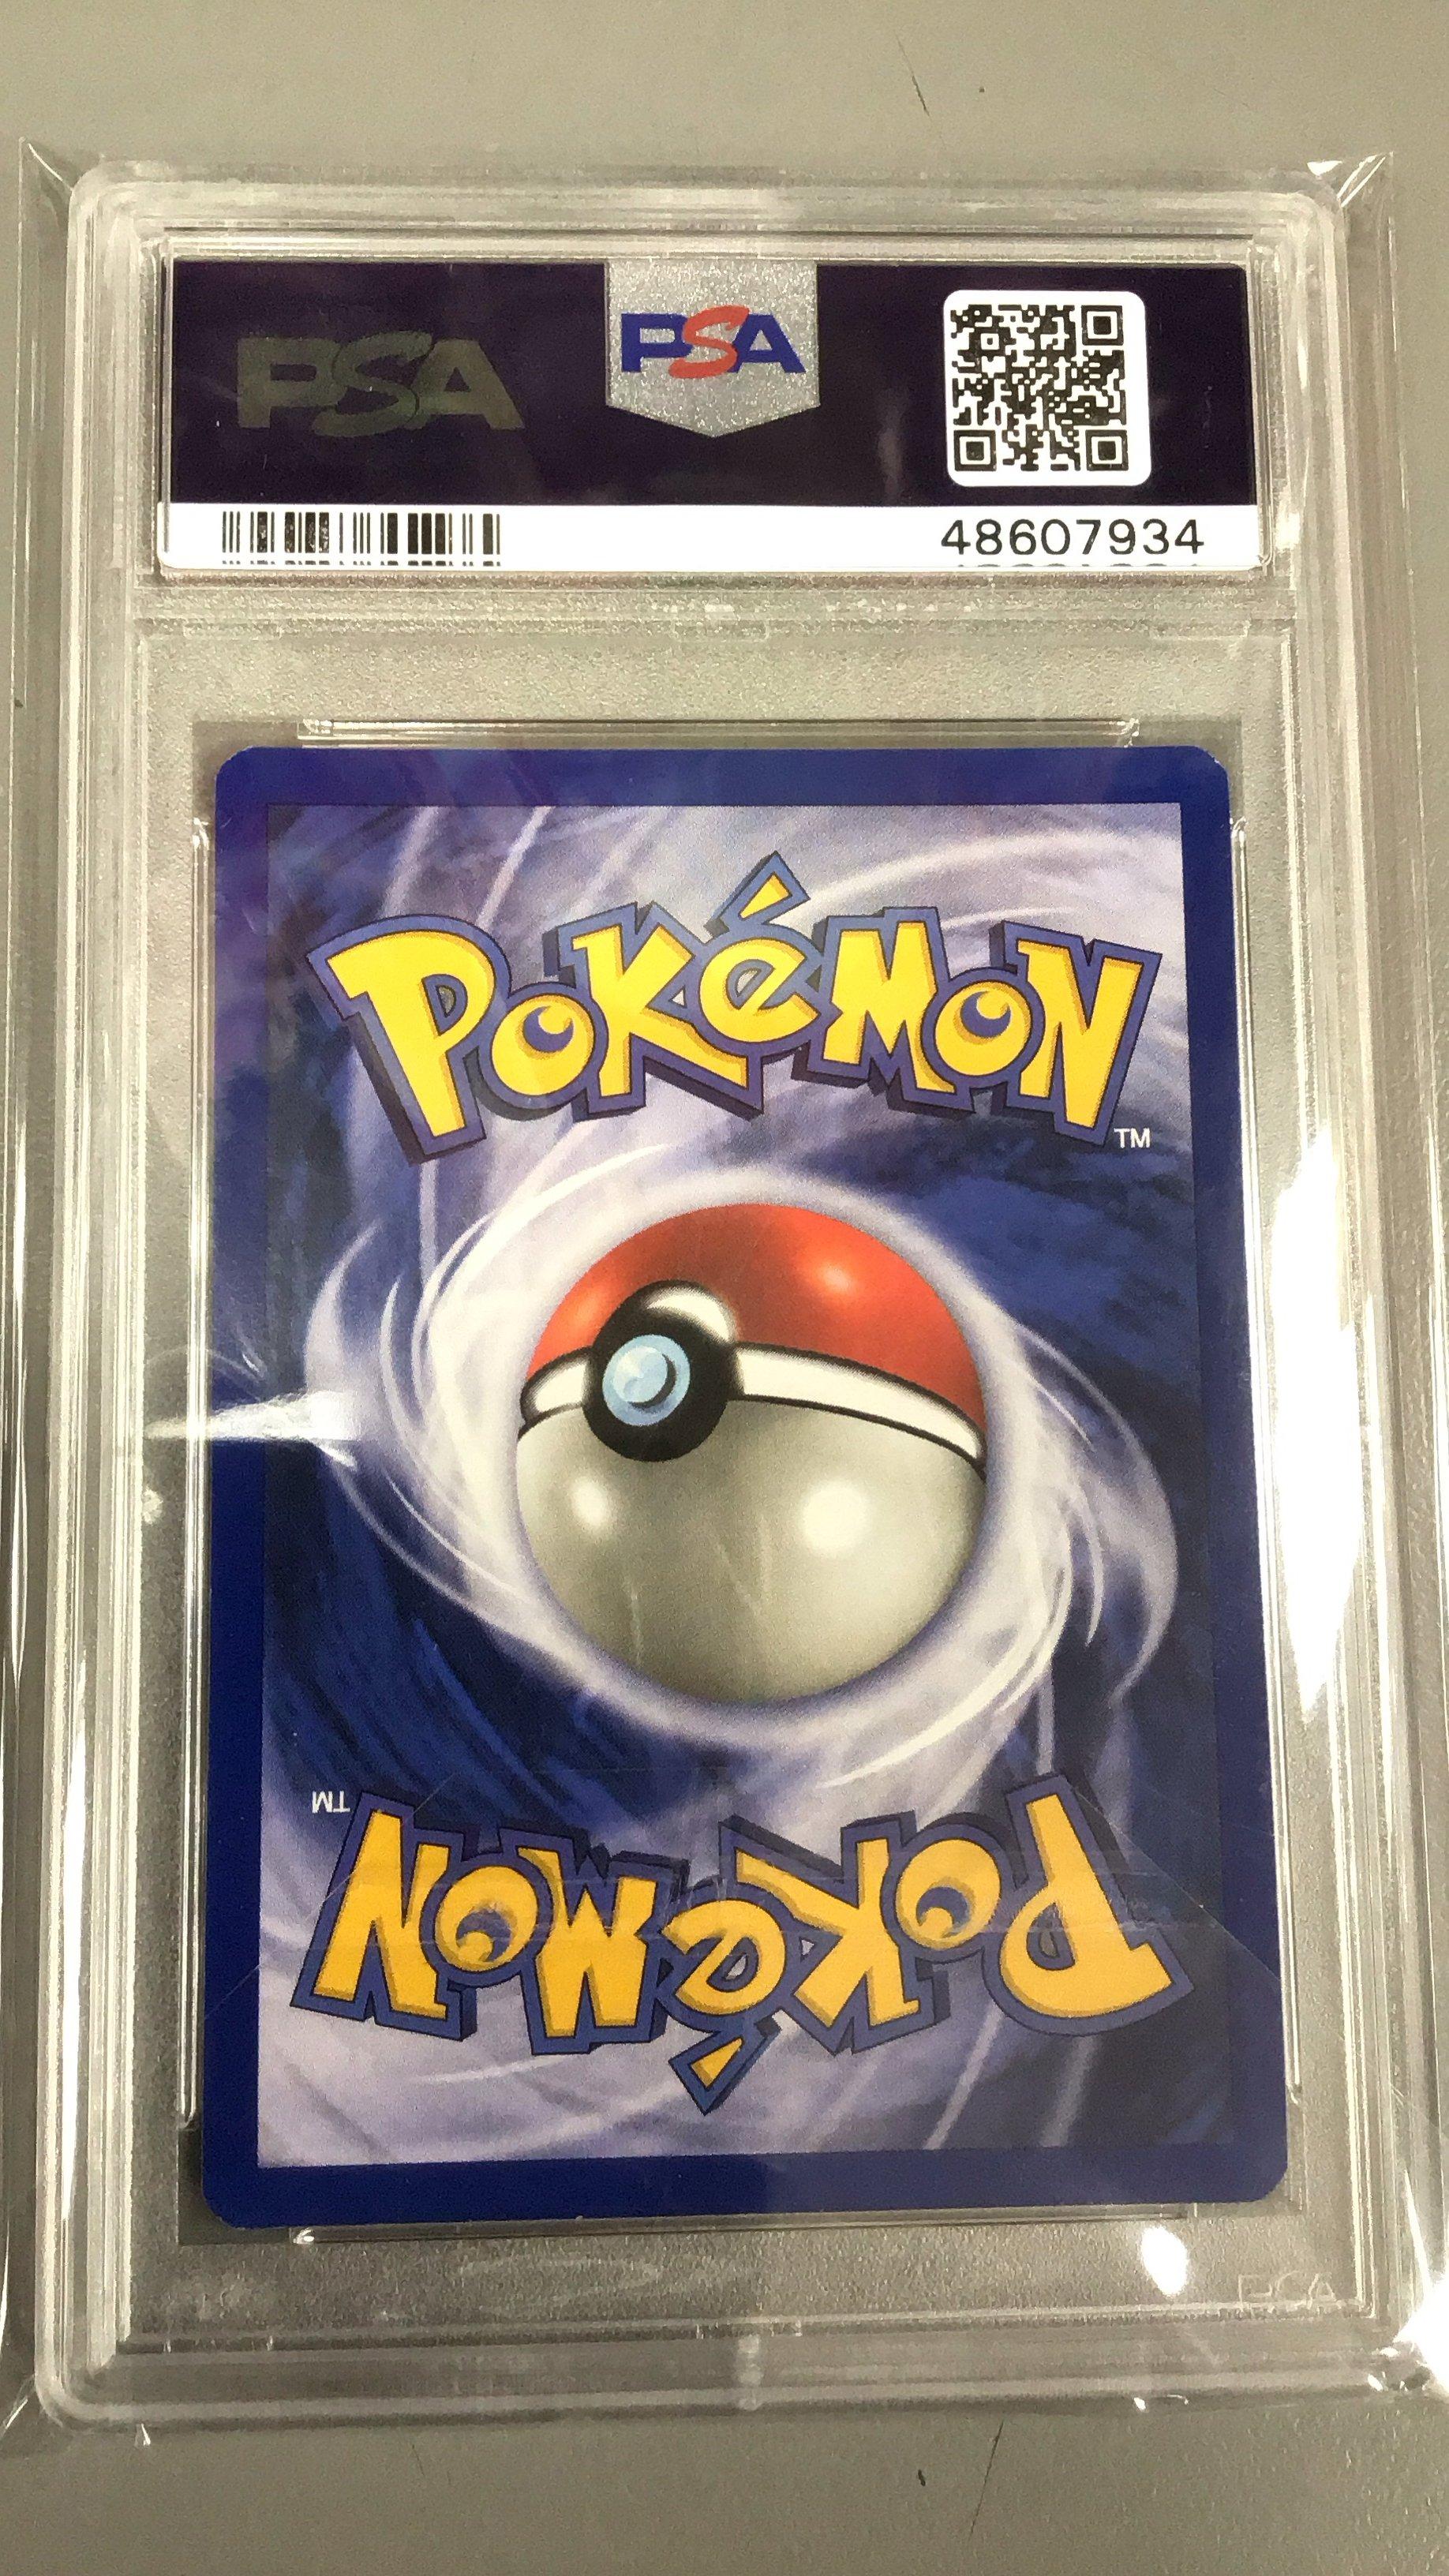 PSA PSA
48607934
POKéMON
TM
TM
POKéMON
PSA